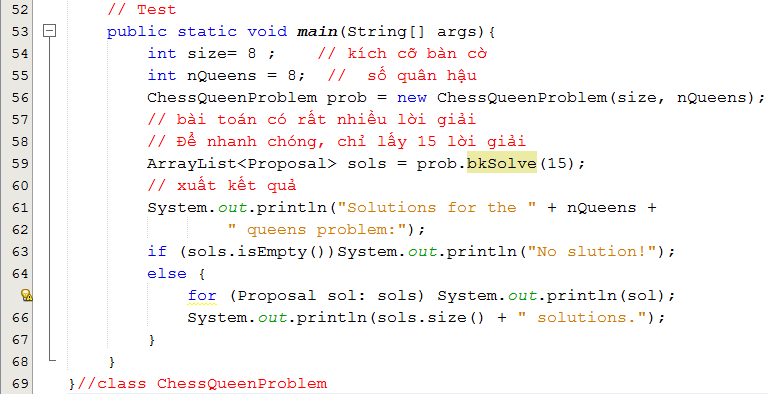 52 // Test
53 public static void main(String[] args){
54 int size= 8 ; // kích cỡ bàn cờ
55 int nQueens = 8; // số quân hậu
56 ChessQueenProblem prob = new ChessQueenProblem(size, nQueens);
57 // bài toán có rất nhiều lời giải
58 // Để nhanh chóng, chỉ lấy 15 lời giải
59 ArrayList<Proposal> sols = prob.bkSolve(15);
60 // xuất kết quả
61 System.out.println("Solutions for the " + nQueens +
62 " queens problem:");
63 if (sols.isEmpty())System.out.println("No slution!");
64 else {
for (Proposal sol: sols) System.out.println(sol);
66 System.out.println(sols.size() + " solutions.");
67 }
68 }
69 }//class ChessQueenProblem